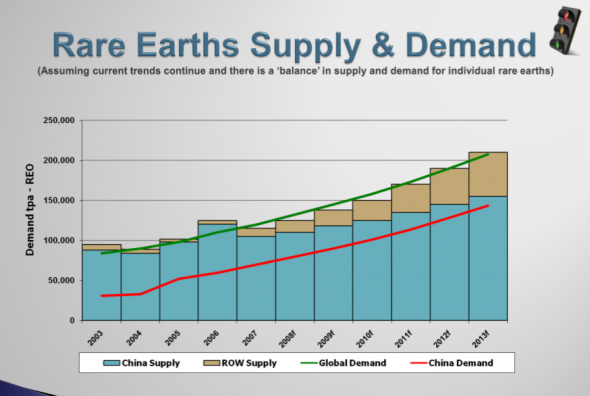 Rare Earths Supply & Demand
(Assuming current trends continue and there is a 'balance' in supply and demand for individual rare earths)
250,000
200,000
150,000
100,000
50,000
0
Demand tpa - REO
2003 2004 2005 2006 2007 2008f 2009f 2010f 2011f 2012f 2013f
China Supply ROW Supply Global Demand China Demand